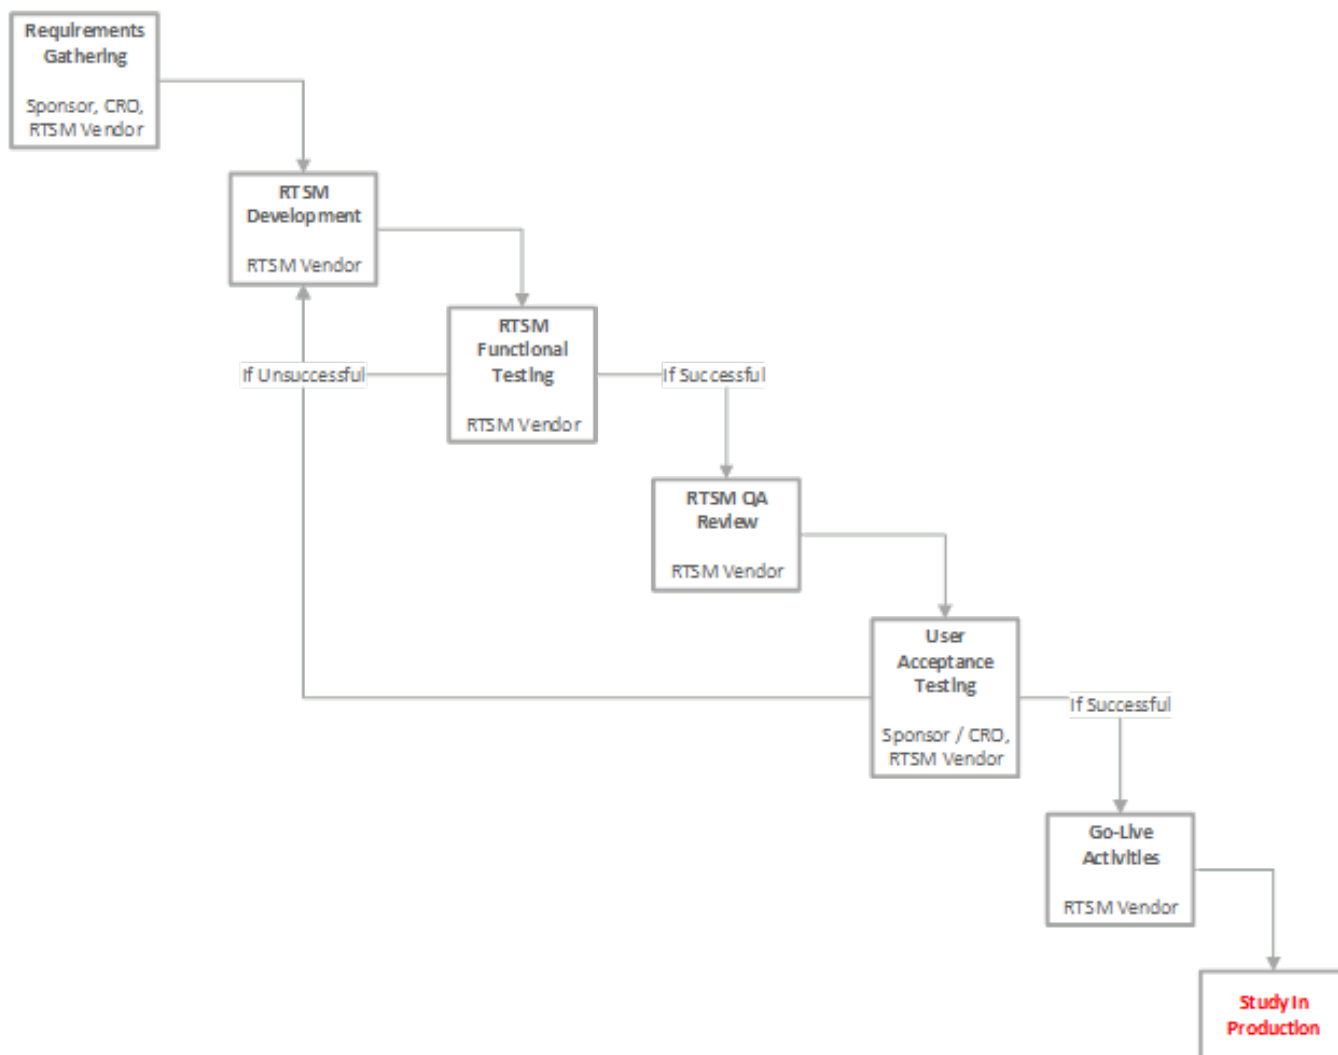 Requirements
Gathering
Sponsor, CRO,
RTSM Vendor
RTSM
Development
RTSM Vendor
RTSM
Functional
Testing
RTSM Vendor
If Unsuccessful
If Successful
RTSM QA
Review
RTSM Vendor
User
Acceptance
Testing
Sponsor / CRO,
RTSM Vendor
If Successful
Go-Live
Activities
RTSM Vendor
Study In
Production